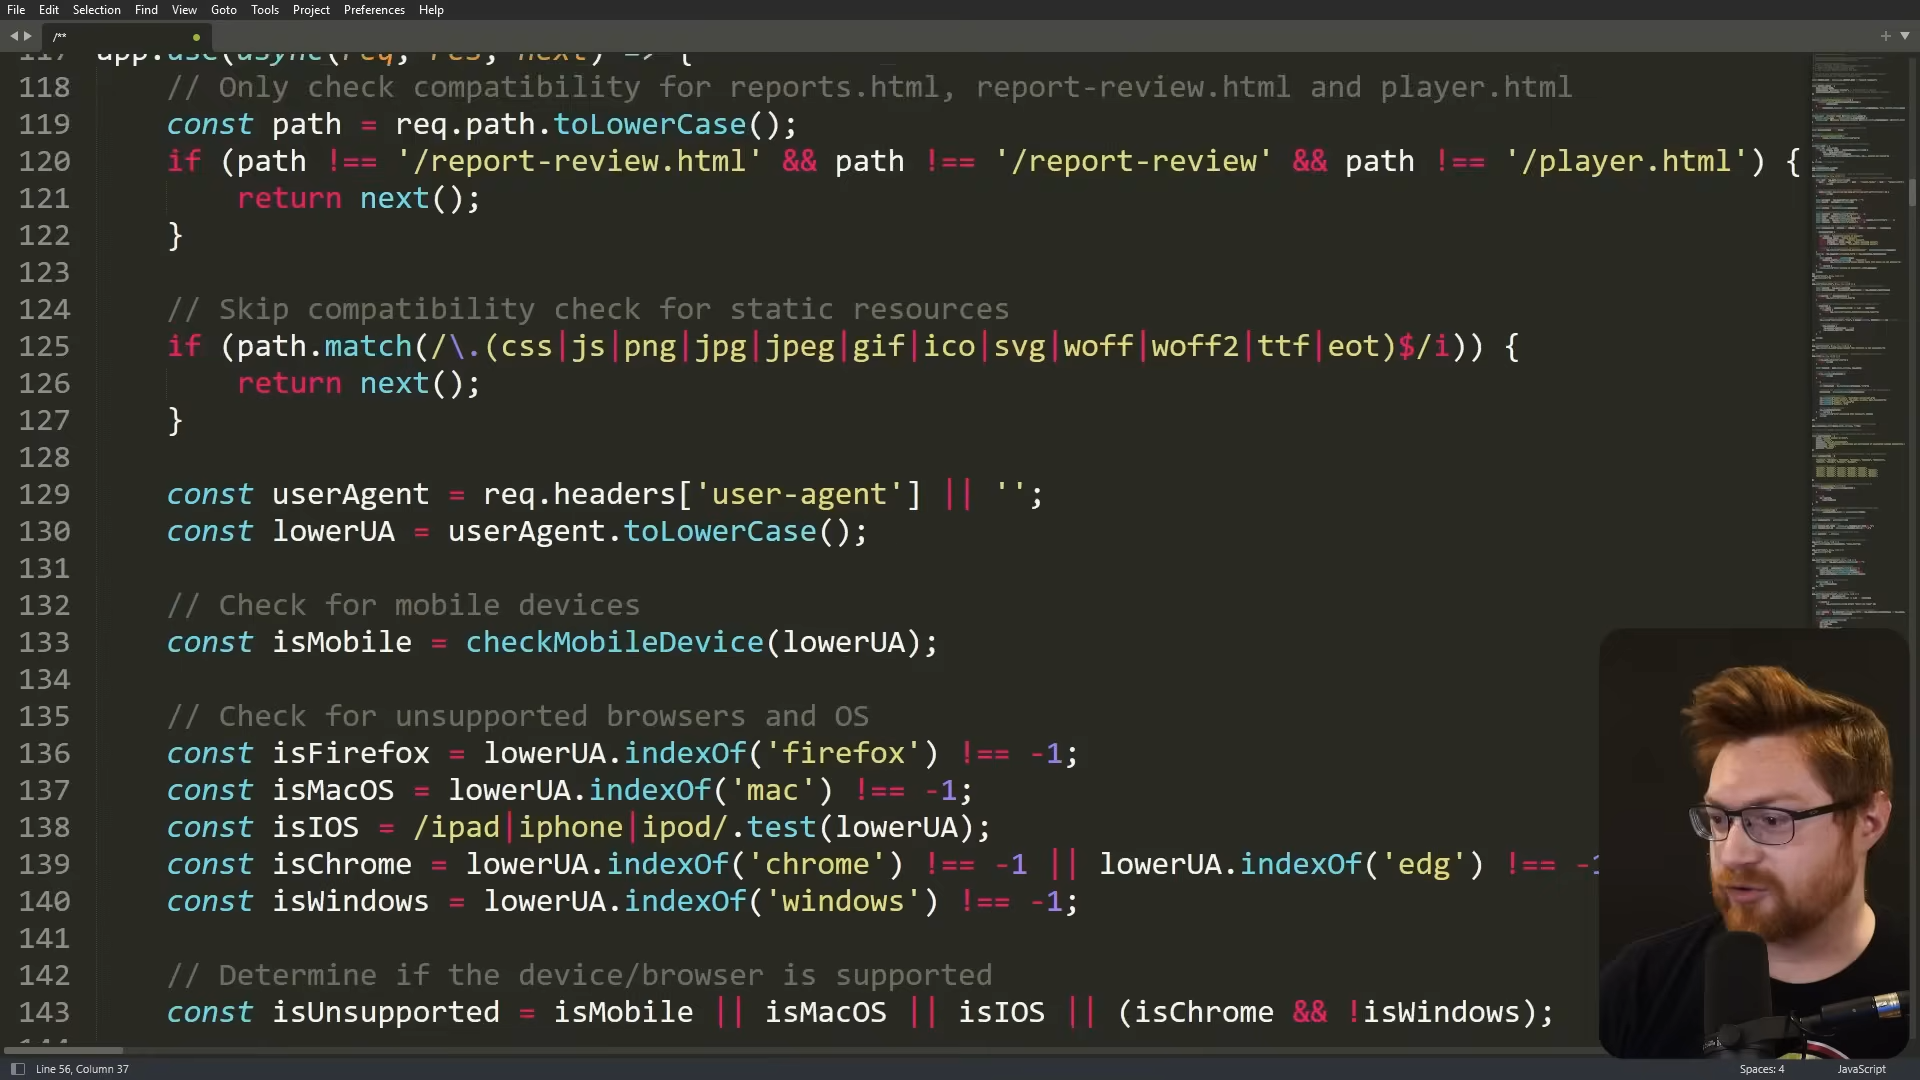 File Edit Selection Find View Goto Tools Project Preferences Help
/**
117 app.use(async(req, res, next) => {
118 // Only check compatibility for reports.html, report-review.html and player.html
119 const path = req.path.toLowerCase();
120 if (path !== '/report-review.html' && path !== '/report-review' && path !== '/player.html') {
121 return next();
122 }
123
124 // Skip compatibility check for static resources
125 if (path.match(/\.(css|js|png|jpg|jpeg|gif|ico|svg|woff|woff2|ttf|eot)$/i)) {
126 return next();
127 }
128
129 const userAgent = req.headers['user-agent'] || '';
130 const lowerUA = userAgent.toLowerCase();
131
132 // Check for mobile devices
133 const isMobile = checkMobileDevice(lowerUA);
134
135 // Check for unsupported browsers and OS
136 const isFirefox = lowerUA.indexOf('firefox') !== -1;
137 const isMacOS = lowerUA.indexOf('mac') !== -1;
138 const isIOS = /ipad|iphone|ipod/.test(lowerUA);
139 const isChrome = lowerUA.indexOf('chrome') !== -1 || lowerUA.indexOf('edg') !== -1
140 const isWindows = lowerUA.indexOf('windows') !== -1;
141
142 // Determine if the device/browser is supported
143 const isUnsupported = isMobile || isMacOS || isIOS || (isChrome && !isWindows);
Line 56, Column 37 Spaces: 4 JavaScript